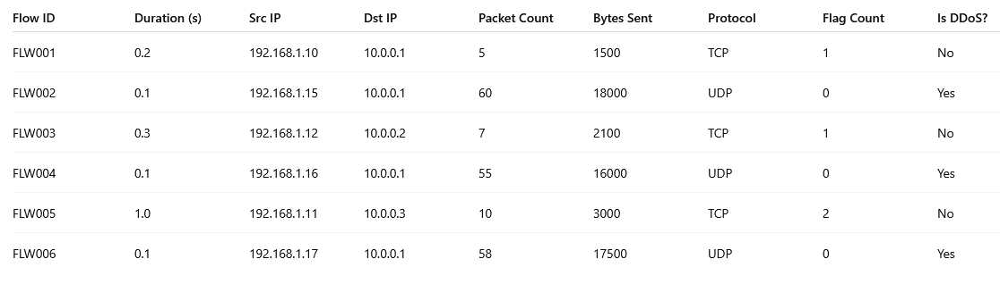 Flow ID Duration (s) Src IP Dst IP Packet Count Bytes Sent Protocol Flag Count Is DDoS?
FLW001 0.2 192.168.1.10 10.0.0.1 5 1500 TCP 1 No
FLW002 0.1 192.168.1.15 10.0.0.1 60 18000 UDP 0 Yes
FLW003 0.3 192.168.1.12 10.0.0.2 7 2100 TCP 1 No
FLW004 0.1 192.168.1.16 10.0.0.1 55 16000 UDP 0 Yes
FLW005 1.0 192.168.1.11 10.0.0.3 10 3000 TCP 2 No
FLW006 0.1 192.168.1.17 10.0.0.1 58 17500 UDP 0 Yes